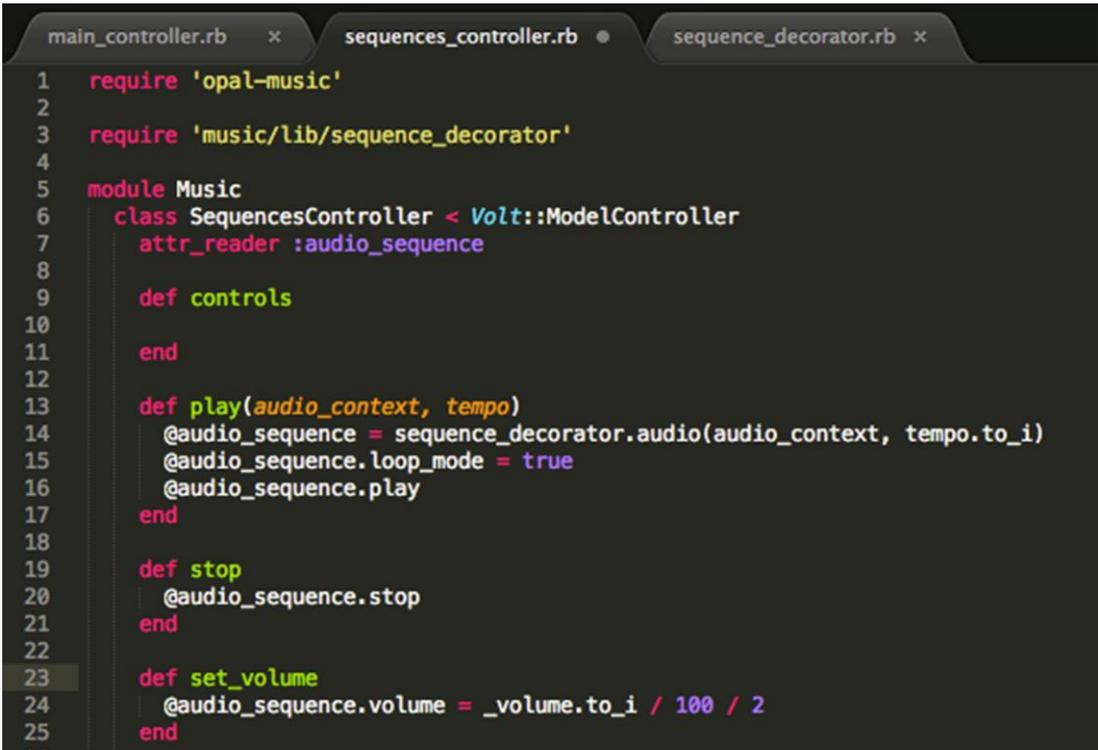 main_controller.rb × sequences_controller.rb ● sequence_decorator.rb ×
1 require 'opal-music'
2
3 require 'music/lib/sequence_decorator'
4
5 module Music
6   class SequencesController < Volt::ModelController
7     attr_reader :audio_sequence
8
9     def controls
10
11     end
12
13     def play(audio_context, tempo)
14       @audio_sequence = sequence_decorator.audio(audio_context, tempo.to_i)
15       @audio_sequence.loop_mode = true
16       @audio_sequence.play
17     end
18
19     def stop
20       @audio_sequence.stop
21     end
22
23     def set_volume
24       @audio_sequence.volume = _volume.to_i / 100 / 2
25     end